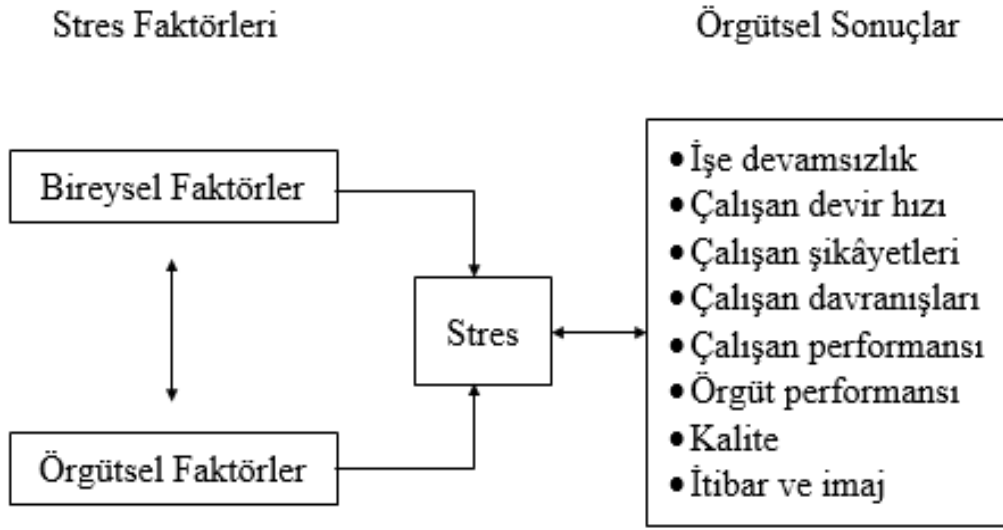 Stres Faktörleri
Örgütsel Sonuçlar
Bireysel Faktörler
Örgütsel Faktörler
Stres
• İşe devamsızlık
• Çalışan devir hızı
• Çalışan şikâyetleri
• Çalışan davranışları
• Çalışan performansı
• Örgüt performansı
• Kalite
• İtibar ve imaj